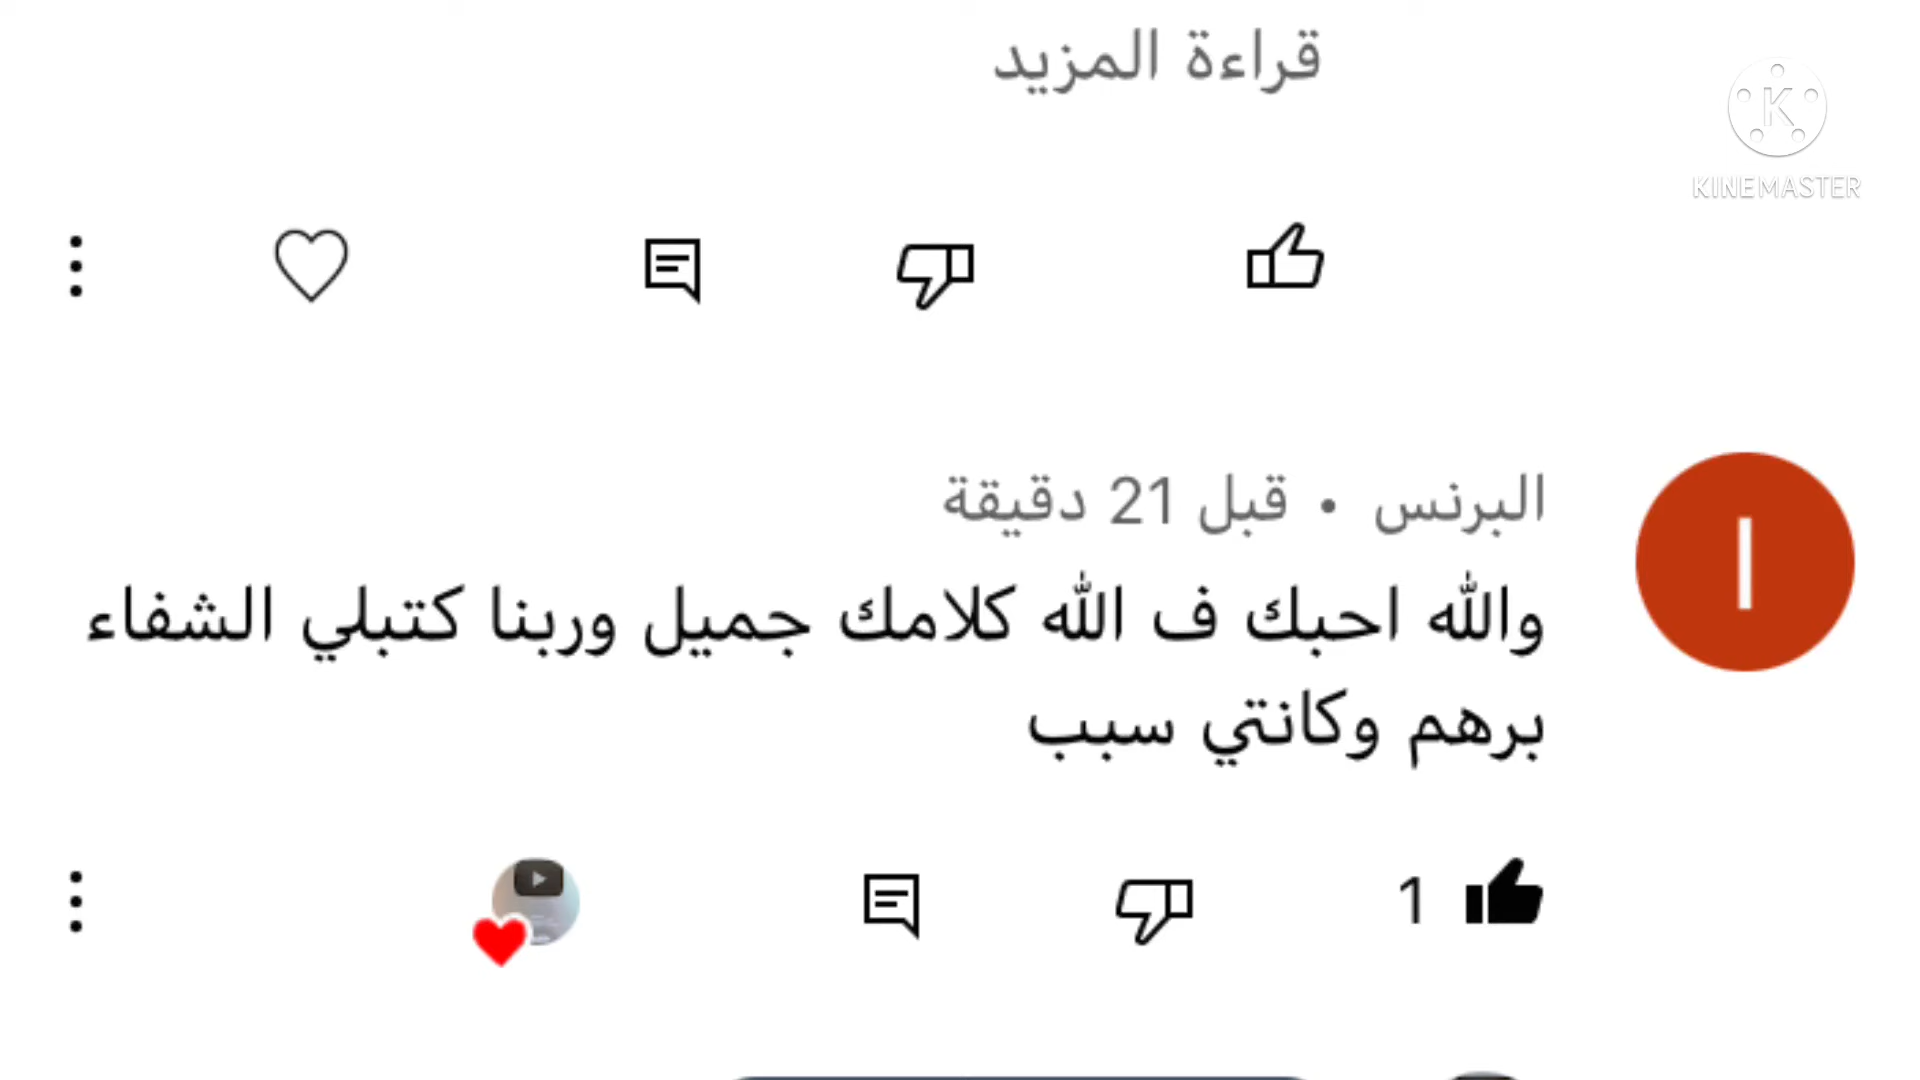 قراءة المزيد
KINEMASTER
البرنس • قبل 21 دقيقة
والله احبك ف الله كلامك جميل وربنا كتبلي الشفاء
برهم وكانتي سبب
1